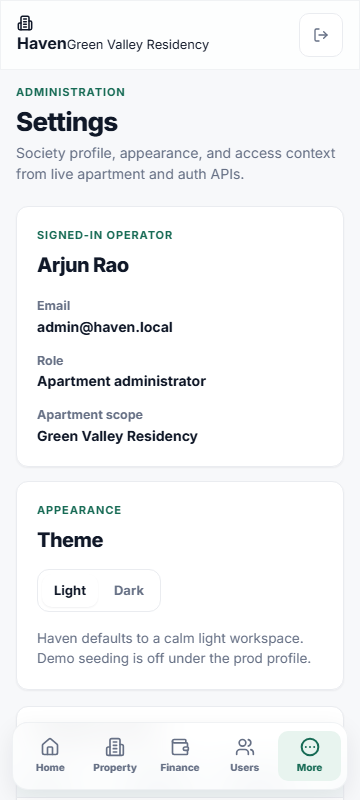 HavenGreen Valley Residency
ADMINISTRATION
Settings
Society profile, appearance, and access context
from live apartment and auth APIs.
SIGNED-IN OPERATOR
Arjun Rao
Email
admin@haven.local
Role
Apartment administrator
Apartment scope
Green Valley Residency
APPEARANCE
Theme
Light Dark
Haven defaults to a calm light workspace.
Demo seeding is off under the prod profile.
Home Property Finance Users More